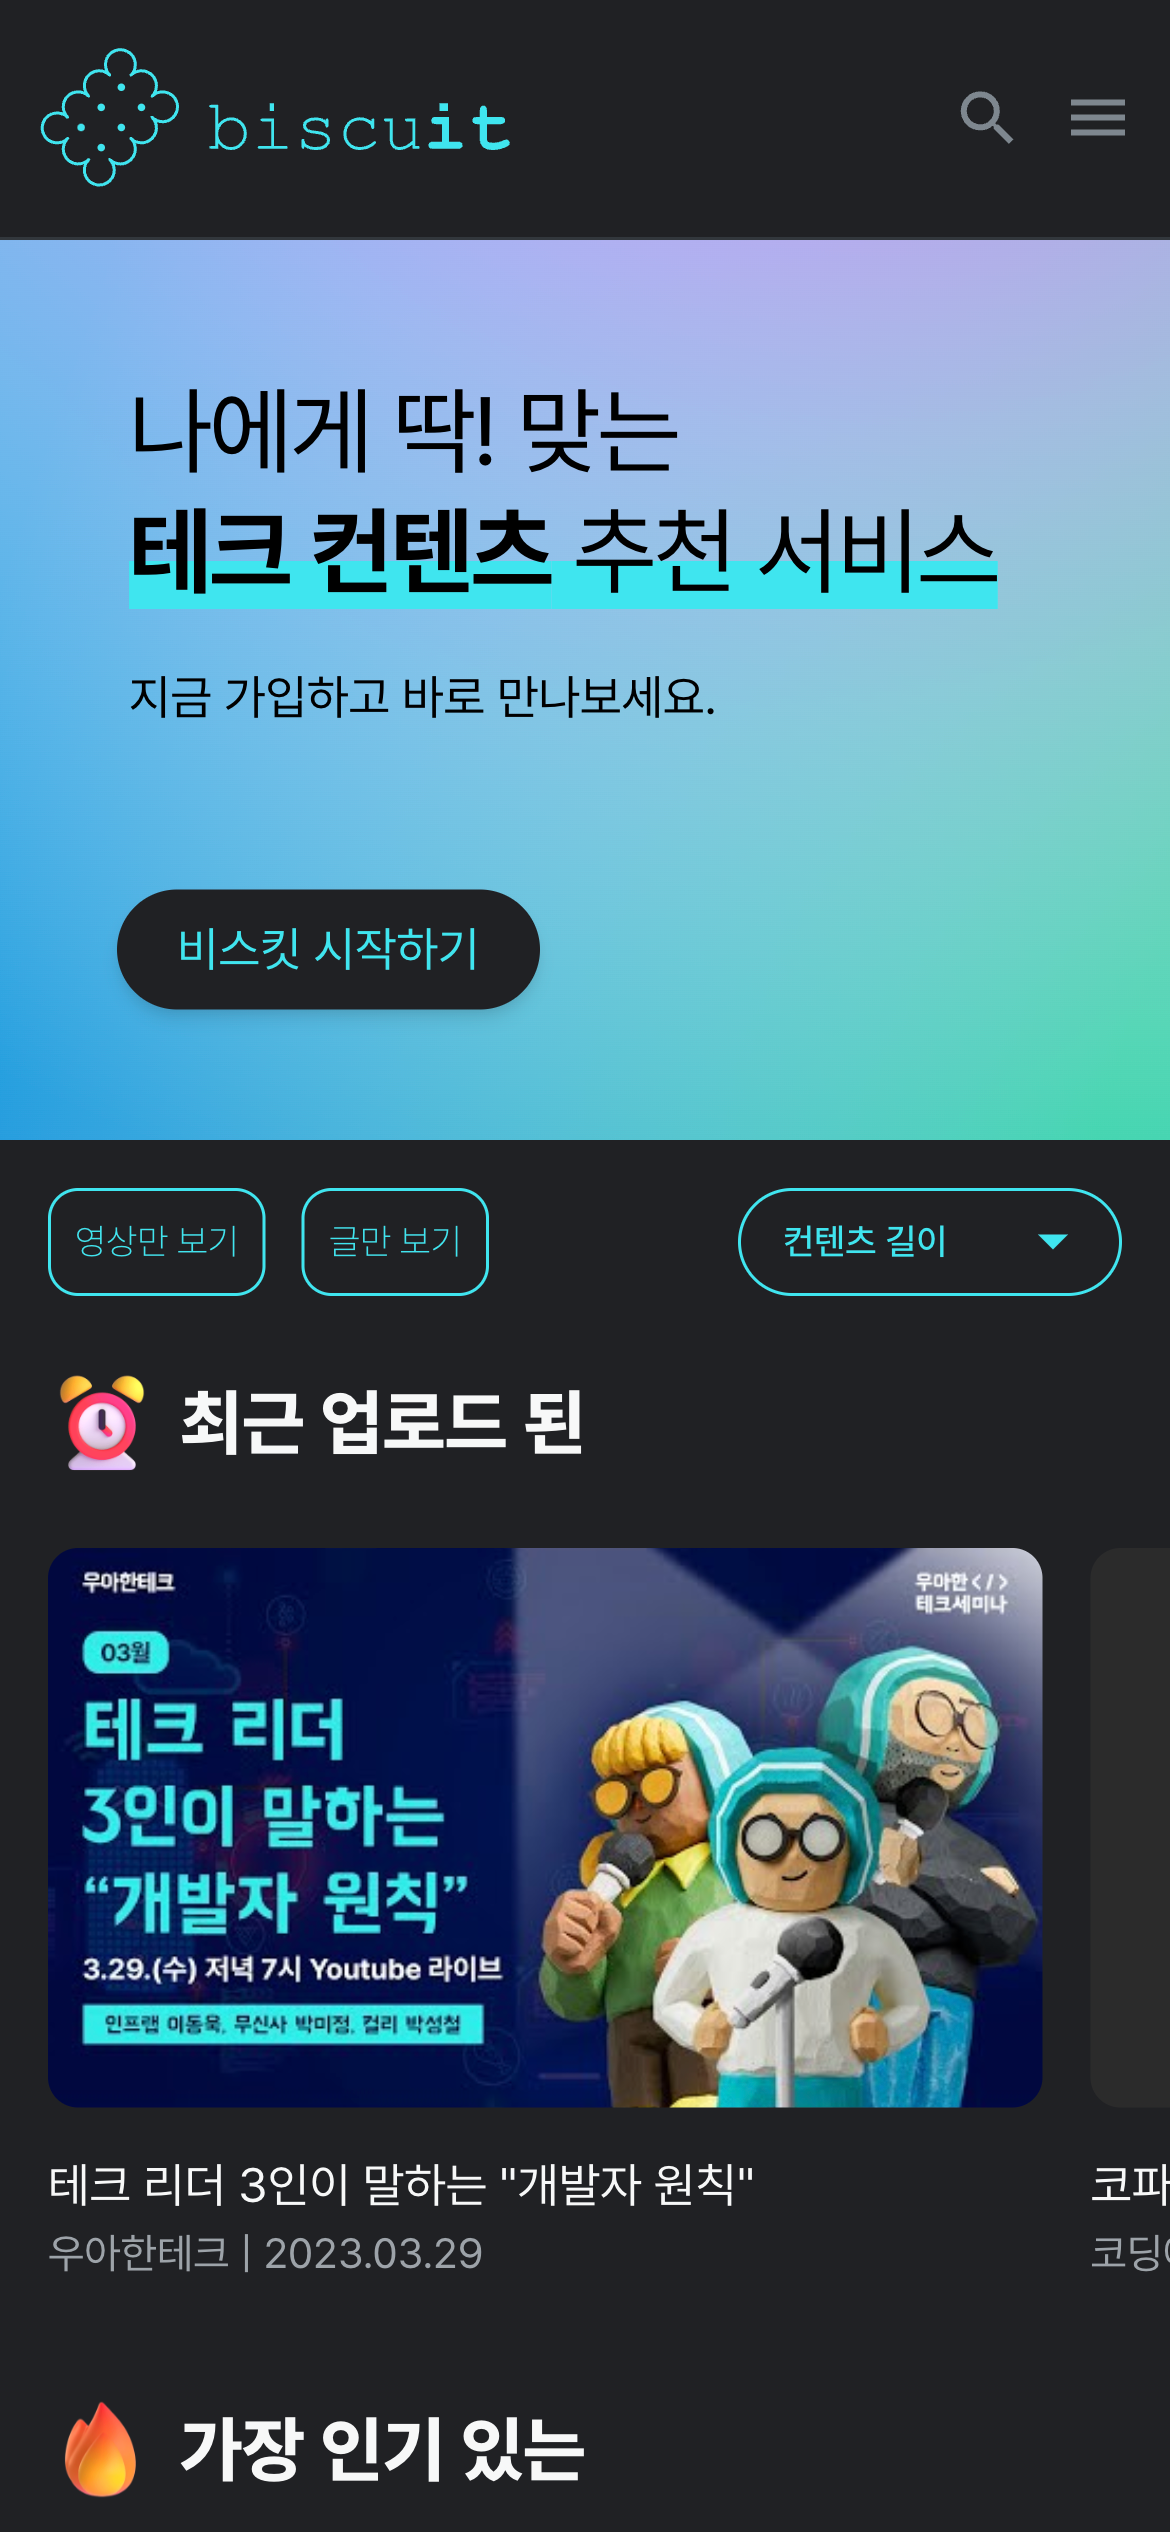 biscuit
나에게 딱! 맞는
테크 컨텐츠 추천 서비스
지금 가입하고 바로 만나보세요.
비스킷 시작하기
영상만 보기
글만 보기
컨텐츠 길이
최근 업로드 된
우아한테크
우아한</>
테크세미나
03월
테크 리더
3인이 말하는
“개발자 원칙”
3.29.(수) 저녁 7시 Youtube 라이브
인프랩 이동욱, 무신사 박미정, 컬리 박성철
테크 리더 3인이 말하는 "개발자 원칙"
우아한테크 | 2023.03.29
코파
코딩
가장 인기 있는